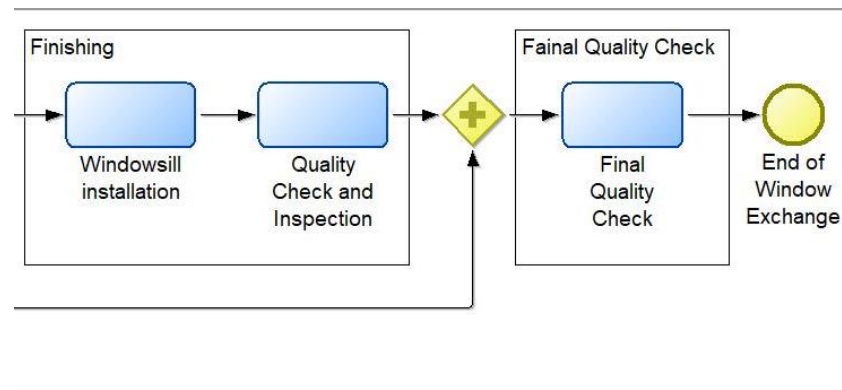 Finishing
Windowsill
installation
Quality
Check and
Inspection
Fainal Quality Check
Final
Quality
Check
End of
Window
Exchange